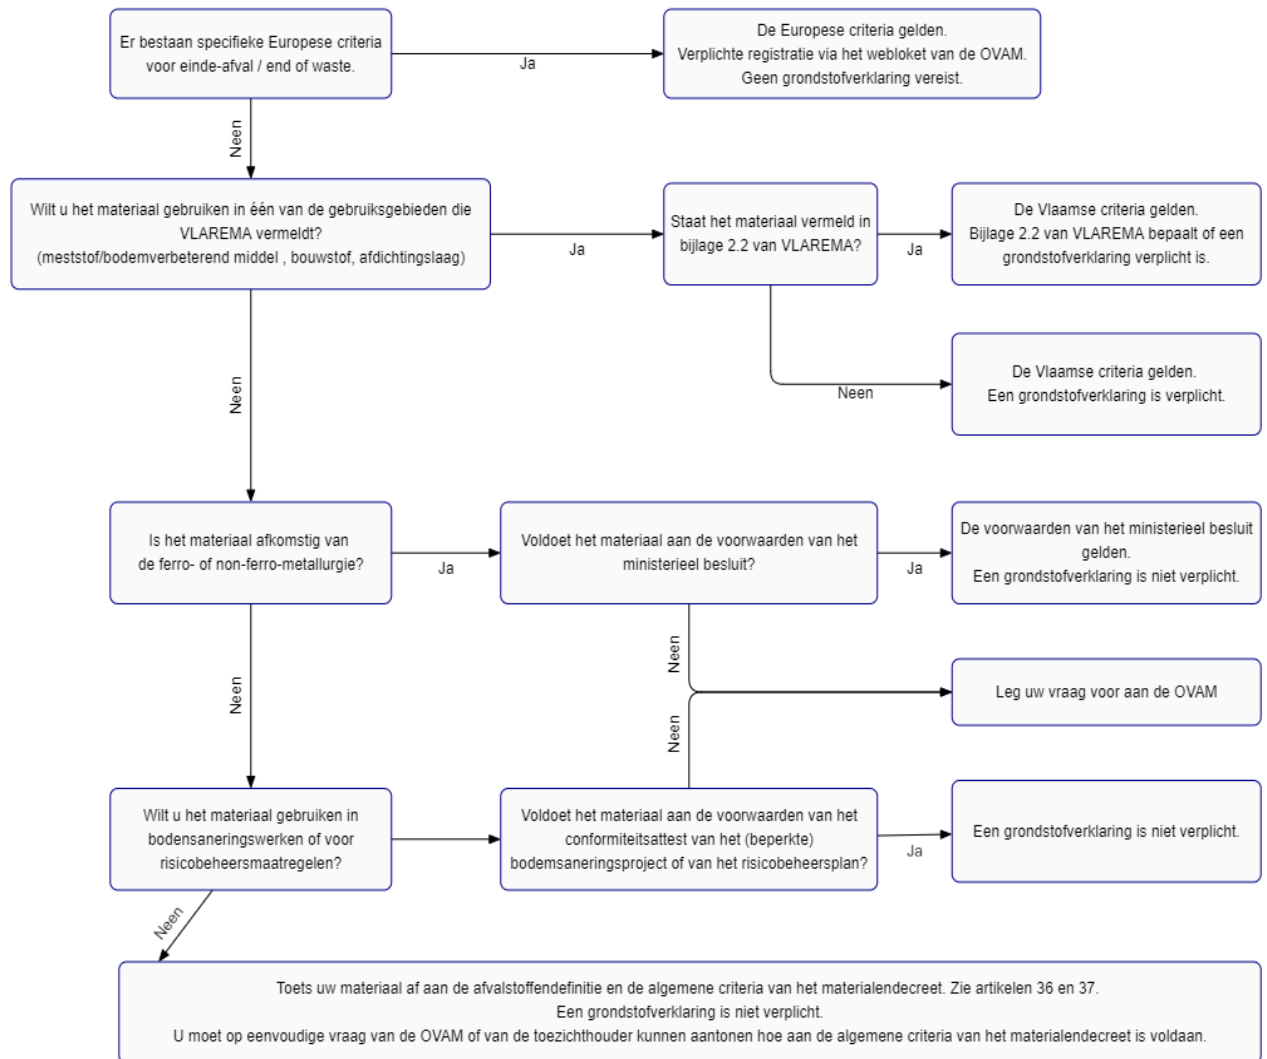 Er bestaan specifieke Europese criteria
voor einde-afval / end of waste.
Ja
De Europese criteria gelden.
Verplichte registratie via het webloket van de OVAM.
Geen grondstofverklaring vereist.
Neen
Wilt u het materiaal gebruiken in één van de gebruiksgebieden die
VLAREMA vermeldt?
(meststof/bodemverbeterend middel , bouwstof, afdichtingslaag)
Ja
Staat het materiaal vermeld in
bijlage 2.2 van VLAREMA?
Ja
De Vlaamse criteria gelden.
Bijlage 2.2 van VLAREMA bepaalt of een
grondstofverklaring verplicht is.
Neen
De Vlaamse criteria gelden.
Een grondstofverklaring is verplicht.
Neen
Is het materiaal afkomstig van
de ferro- of non-ferro-metallurgie?
Ja
Voldoet het materiaal aan de voorwaarden van het
ministerieel besluit?
Ja
De voorwaarden van het ministerieel besluit
gelden.
Een grondstofverklaring is niet verplicht.
Neen
Neen
Leg uw vraag voor aan de OVAM
Neen
Wilt u het materiaal gebruiken in
bodensaneringswerken of voor
risicobeheersmaatregelen?
Voldoet het materiaal aan de voorwaarden van het
conformiteitsattest van het (beperkte)
bodemsaneringsproject of van het risicobeheersplan?
Ja
Een grondstofverklaring is niet verplicht.
Neen
Toets uw materiaal af aan de afvalstoffendefinitie en de algemene criteria van het materialendecreet. Zie artikelen 36 en 37.
Een grondstofverklaring is niet verplicht.
U moet op eenvoudige vraag van de OVAM of van de toezichthouder kunnen aantonen hoe aan de algemene criteria van het materialendecreet is voldaan.